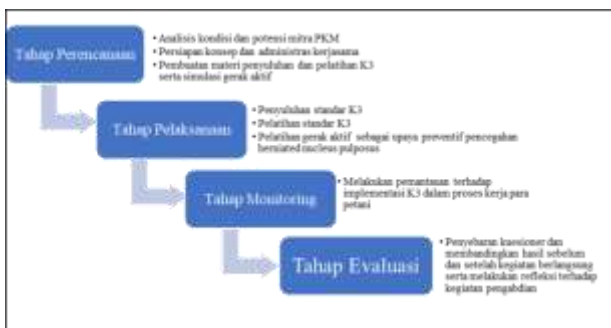 Tahap Perencanaan
• Analisis kondisi dan potensi mitra PKM
• Persiapan konsep dan administras kerjasama
• Pembuatan materi penyuluhan dan pelatihan K3
serta simulasi gerak aktif
Tahap Pelaksanaan
• Penyuluhan standar K3
• Pelatihan standar K3
• Pelatihan gerak aktif sebagai upaya preventif pencegahan
herniated nucleus pulposus
Tahap Monitoring
• Melakukan pemantauan terhadap
implementasi K3 dalam proses kerja para
petani
Tahap Evaluasi
• Penyebaran kuesioner dan
membandingkan hasil sebelum
dan setelah kegiatan berlangsung
serta melakukan refleksi terhadap
kegiatan pengabdian